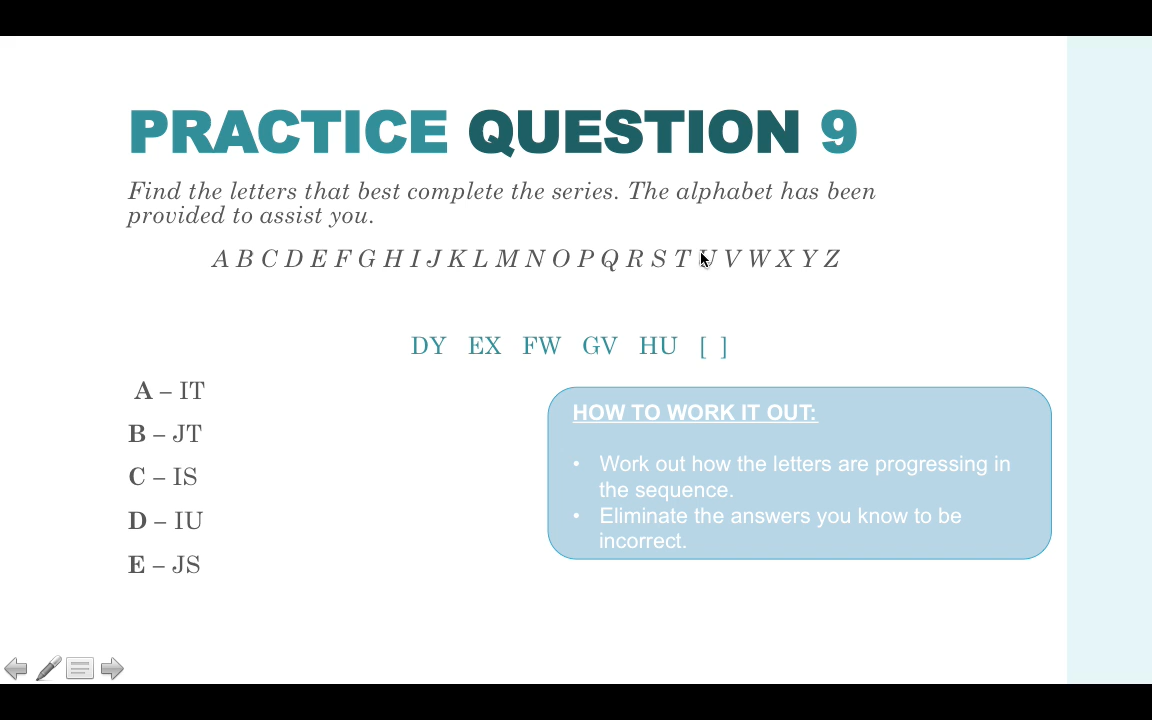 PRACTICE QUESTION 9
Find the letters that best complete the series. The alphabet has been
provided to assist you.
A B C D E F G H I J K L M N O P Q R S T U V W X Y Z
DY EX FW GV HU [ ]
A – IT
B – JT
C – IS
D – IU
E – JS
HOW TO WORK IT OUT:
• Work out how the letters are progressing in
the sequence.
• Eliminate the answers you know to be
incorrect.